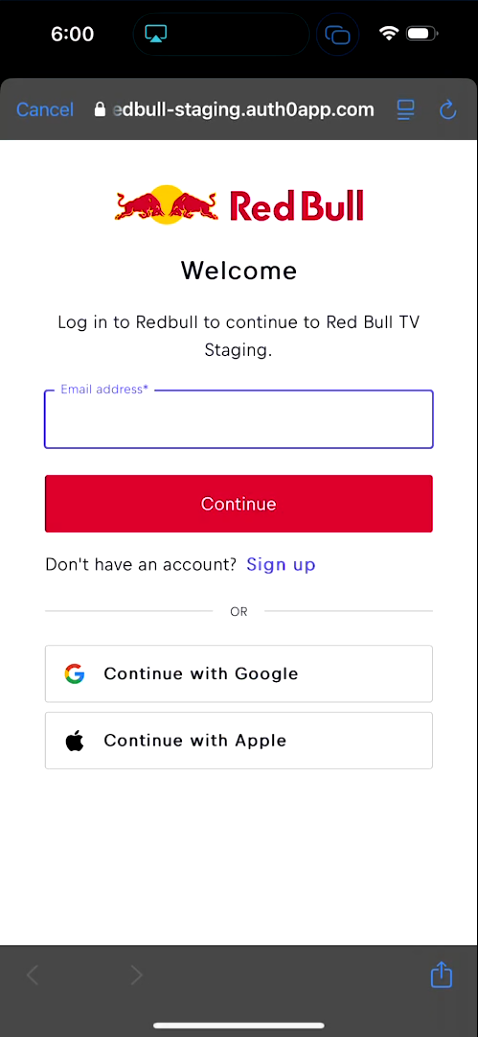 6:00
Cancel
edbull-staging.auth0app.com
Red Bull
Welcome
Log in to Redbull to continue to Red Bull TV
Staging.
Email address*
Continue
Don't have an account? Sign up
OR
Continue with Google
Continue with Apple